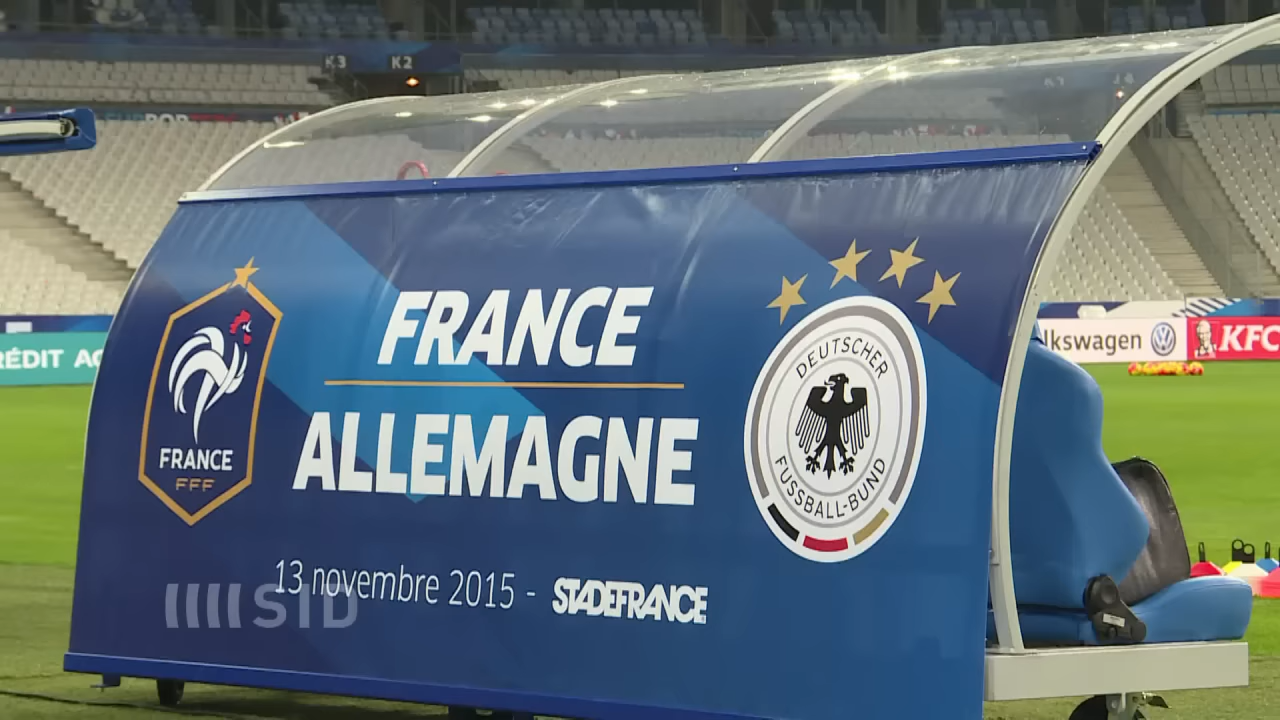 K3 K2
FRANCE
ALLEMAGNE
13 novembre 2015 - STADEFRANCE
FRANCE
FFF
DEUTSCHER
FUSSBALL-BUND
RÉDIT AG
lkswagen
KFC
SID